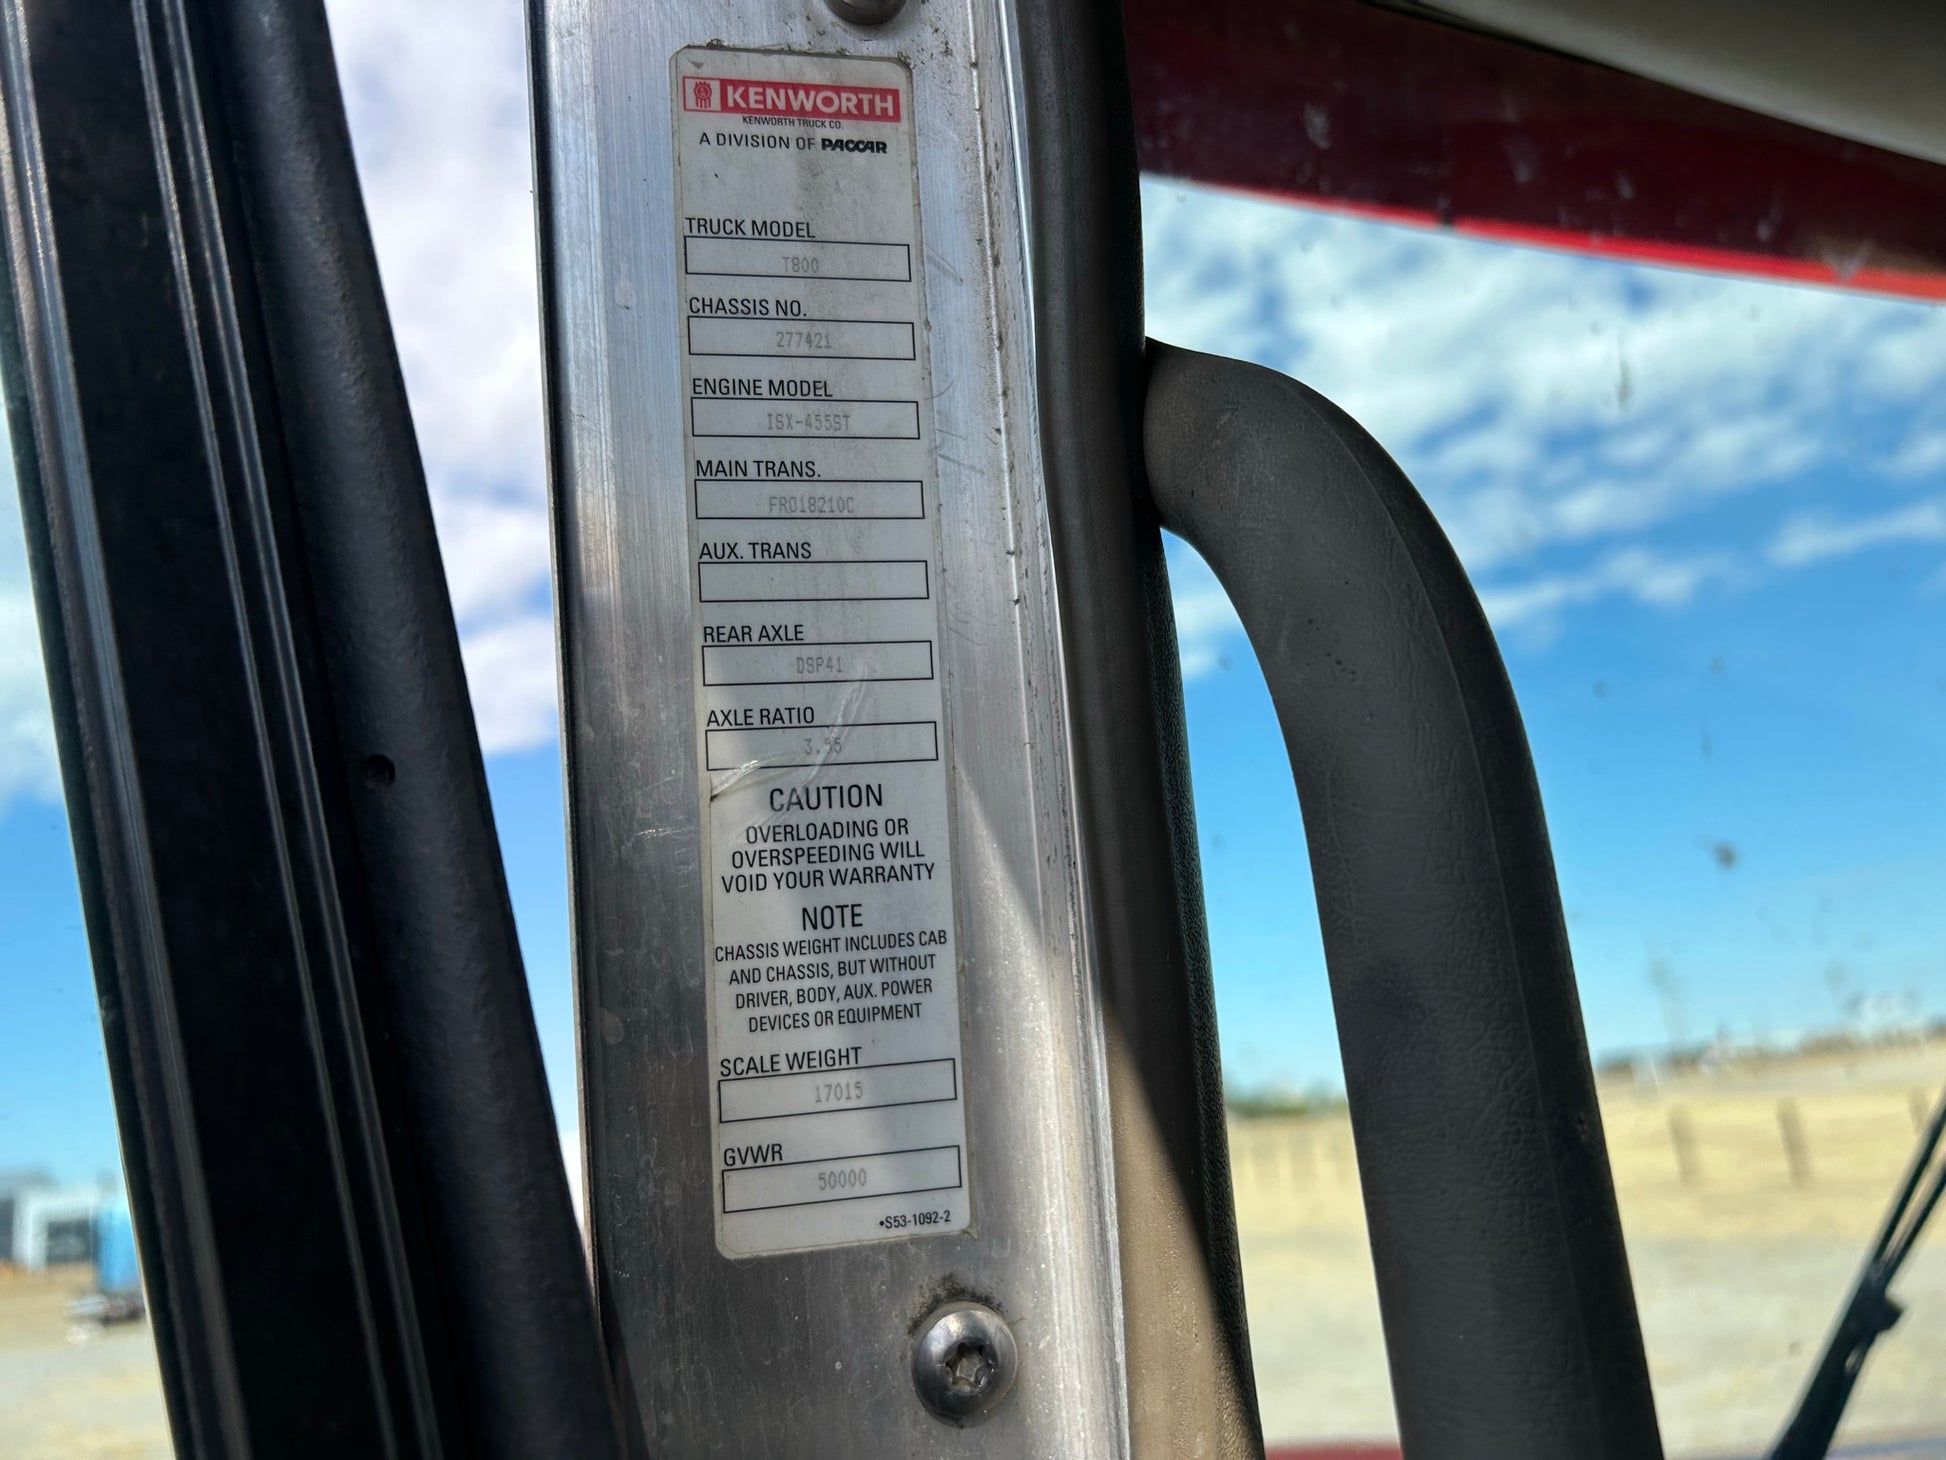 KENWORTH
KENWORTH TRUCK CO.
A DIVISION OF PACCAR
TRUCK MODEL
T800
CHASSIS NO.
277421
ENGINE MODEL
ISX-455ST
MAIN TRANS.
FRO18210C
AUX. TRANS
REAR AXLE
DSP41
AXLE RATIO
CAUTION
OVERLOADING OR
OVERSPEEDING WILL
VOID YOUR WARRANTY
NOTE
CHASSIS WEIGHT INCLUDES CAB
AND CHASSIS, BUT WITHOUT
DRIVER, BODY, AUX. POWER
DEVICES OR EQUIPMENT
SCALE WEIGHT
17015
GVWR
50000
•S53-1092-2